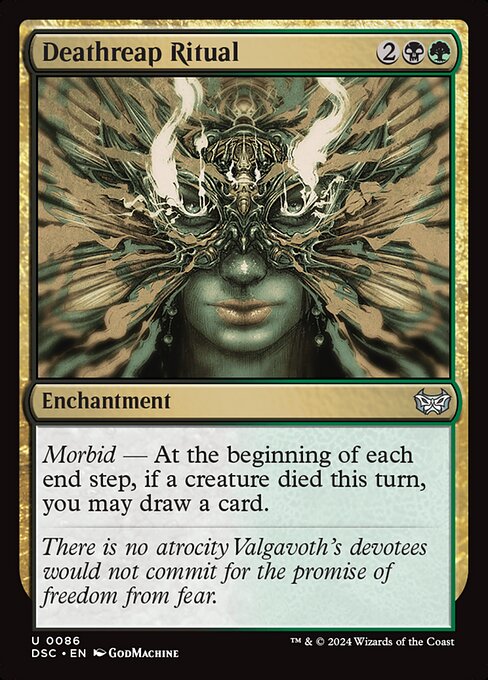 Deathreap Ritual 2
Enchantment
Morbid — At the beginning of each
end step, if a creature died this turn,
you may draw a card.
There is no atrocity Valgavoth's devotees
would not commit for the promise of
freedom from fear.
U 0086
DSC • EN GodMachine
™ & © 2024 Wizards of the Coast